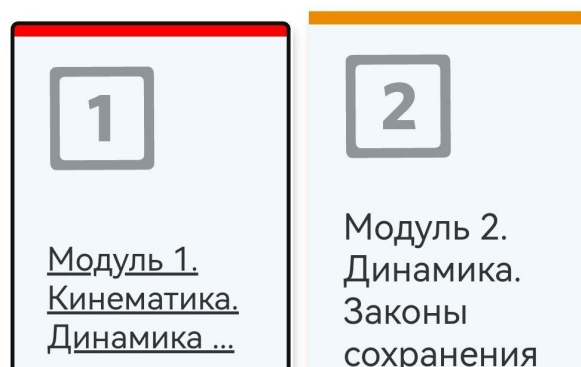 1
Модуль 1.
Кинематика.
Динамика ...
2
Модуль 2.
Динамика.
Законы
сохранения